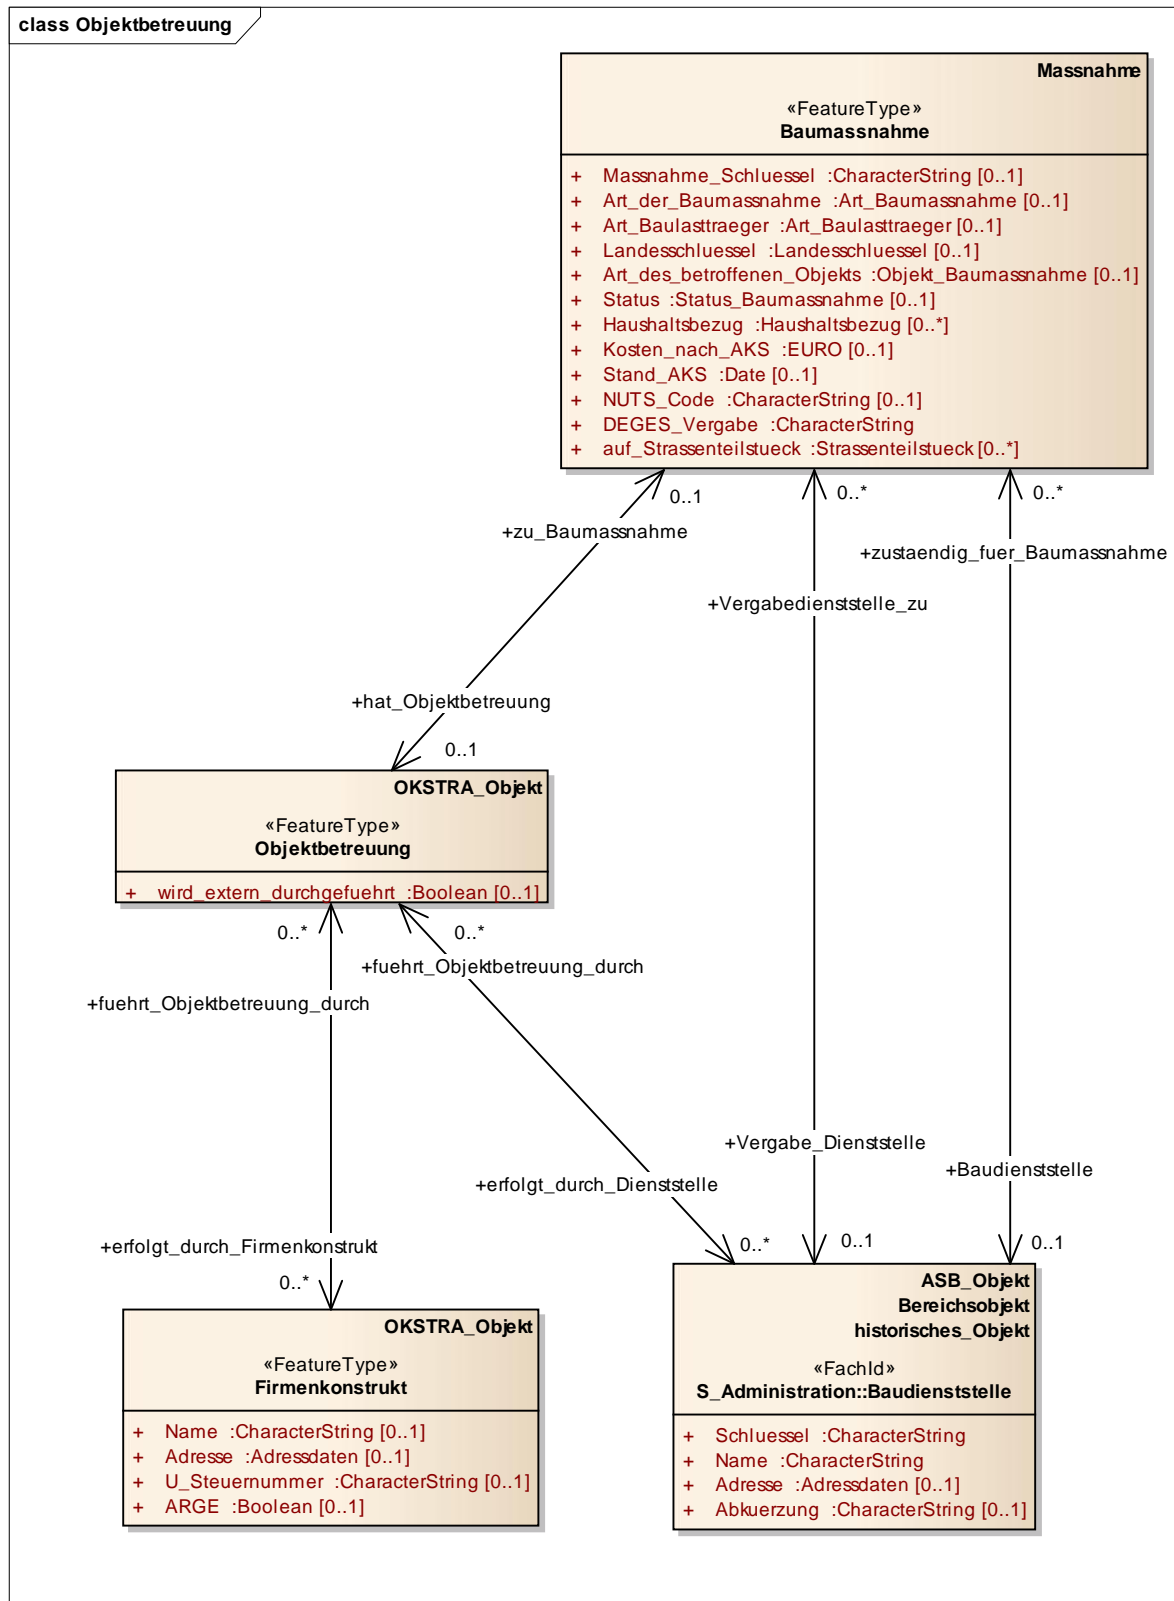 class Objektbetreuung
Massnahme
«FeatureType»
Baumassnahme
+ Massnahme_Schluessel :CharacterString [0..1]
+ Art_der_Baumassnahme :Art_Baumassnahme [0..1]
+ Art_Baulasttraeger :Art_Baulasttraeger [0..1]
+ Landesschluessel :Landesschluessel [0..1]
+ Art_des_betroffenen_Objekts :Objekt_Baumassnahme [0..1]
+ Status :Status_Baumassnahme [0..1]
+ Haushaltsbezug :Haushaltsbezug [0..*]
+ Kosten_nach_AKS :EURO [0..1]
+ Stand_AKS :Date [0..1]
+ NUTS_Code :CharacterString [0..1]
+ DEGES_Vergabe :CharacterString
+ auf_Strassenteilstueck :Strassenteilstueck [0..*]
0..1
0..*
0..*
+zu_Baumassnahme
+zustaendig_fuer_Baumassnahme
+Vergabedienststelle_zu
+hat_Objektbetreuung
0..1
OKSTRA_Objekt
«FeatureType»
Objektbetreuung
+ wird_extern_durchgefuehrt :Boolean [0..1]
0..*
0..*
+fuehrt_Objektbetreuung_durch
+fuehrt_Objektbetreuung_durch
+Vergabe_Dienststelle
+Baudienststelle
+erfolgt_durch_Dienststelle
+erfolgt_durch_Firmenkonstrukt
0..*
0..1
0..1
0..*
OKSTRA_Objekt
«FeatureType»
Firmenkonstrukt
+ Name :CharacterString [0..1]
+ Adresse :Adressdaten [0..1]
+ U_Steuernummer :CharacterString [0..1]
+ ARGE :Boolean [0..1]
ASB_Objekt
Bereichsobjekt
historisches_Objekt
«FachId»
S_Administration::Baudienststelle
+ Schluessel :CharacterString
+ Name :CharacterString
+ Adresse :Adressdaten [0..1]
+ Abkuerzung :CharacterString [0..1]